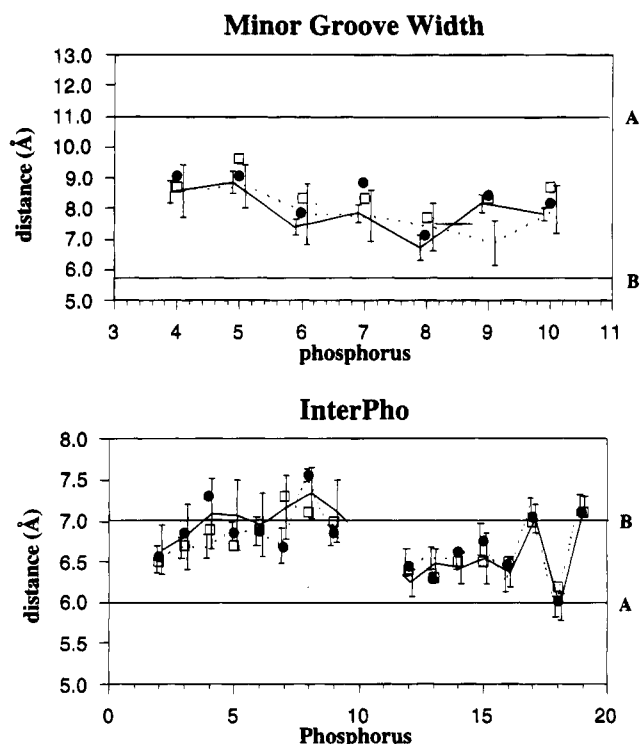 Minor Groove Width
13.0
12.0
11.0
10.0
9.0
8.0
7.0
6.0
5.0
distance (Å)
A
B
3 4 5 6 7 8 9 10 11
phosphorus
InterPho
8.0
7.5
7.0
6.5
6.0
5.5
5.0
distance (Å)
B
A
0 5 10 15 20
Phosphorus